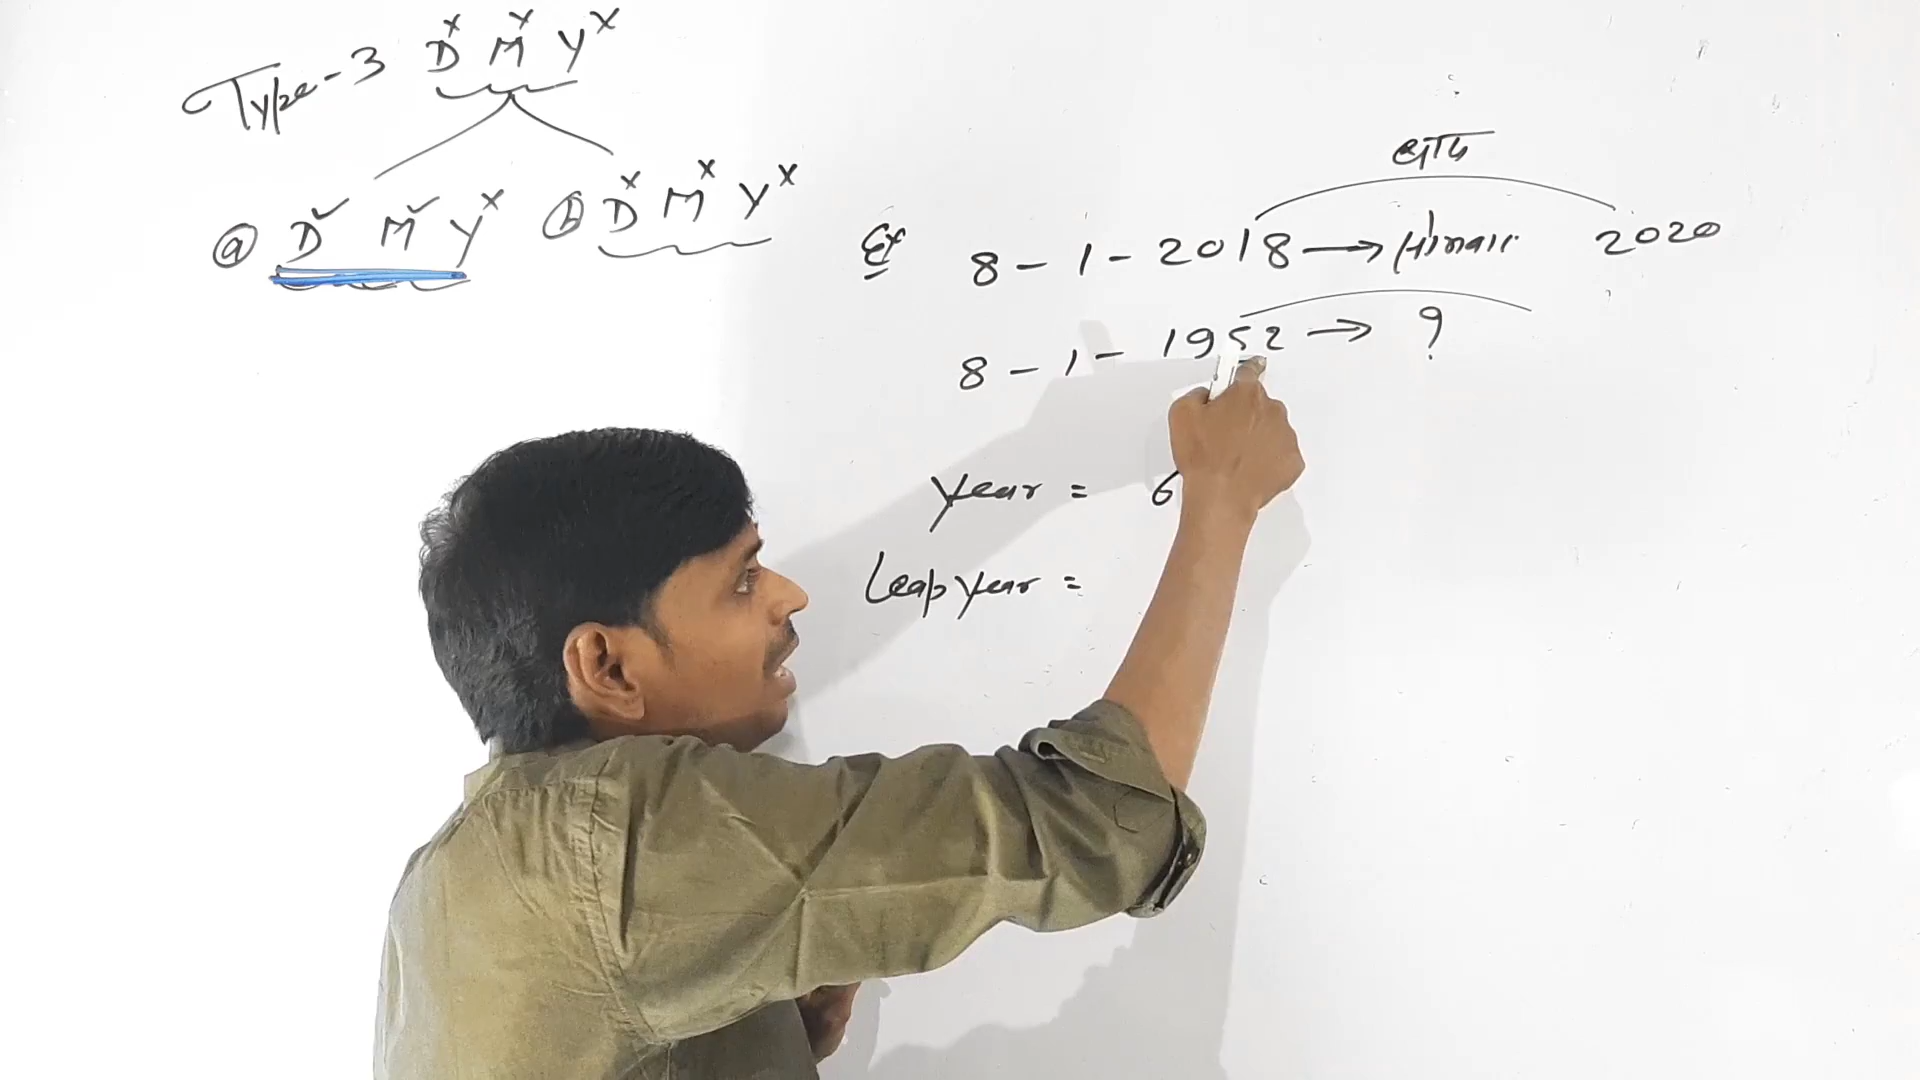 Type-3 D× M× Y×
(a) D✓ M✓ Y× (b) D× M× Y×
Ex 8 - 1 - 2018 → सोमवार 2020
8 - 1 - 1952 → ?
year = 6
Leap year =